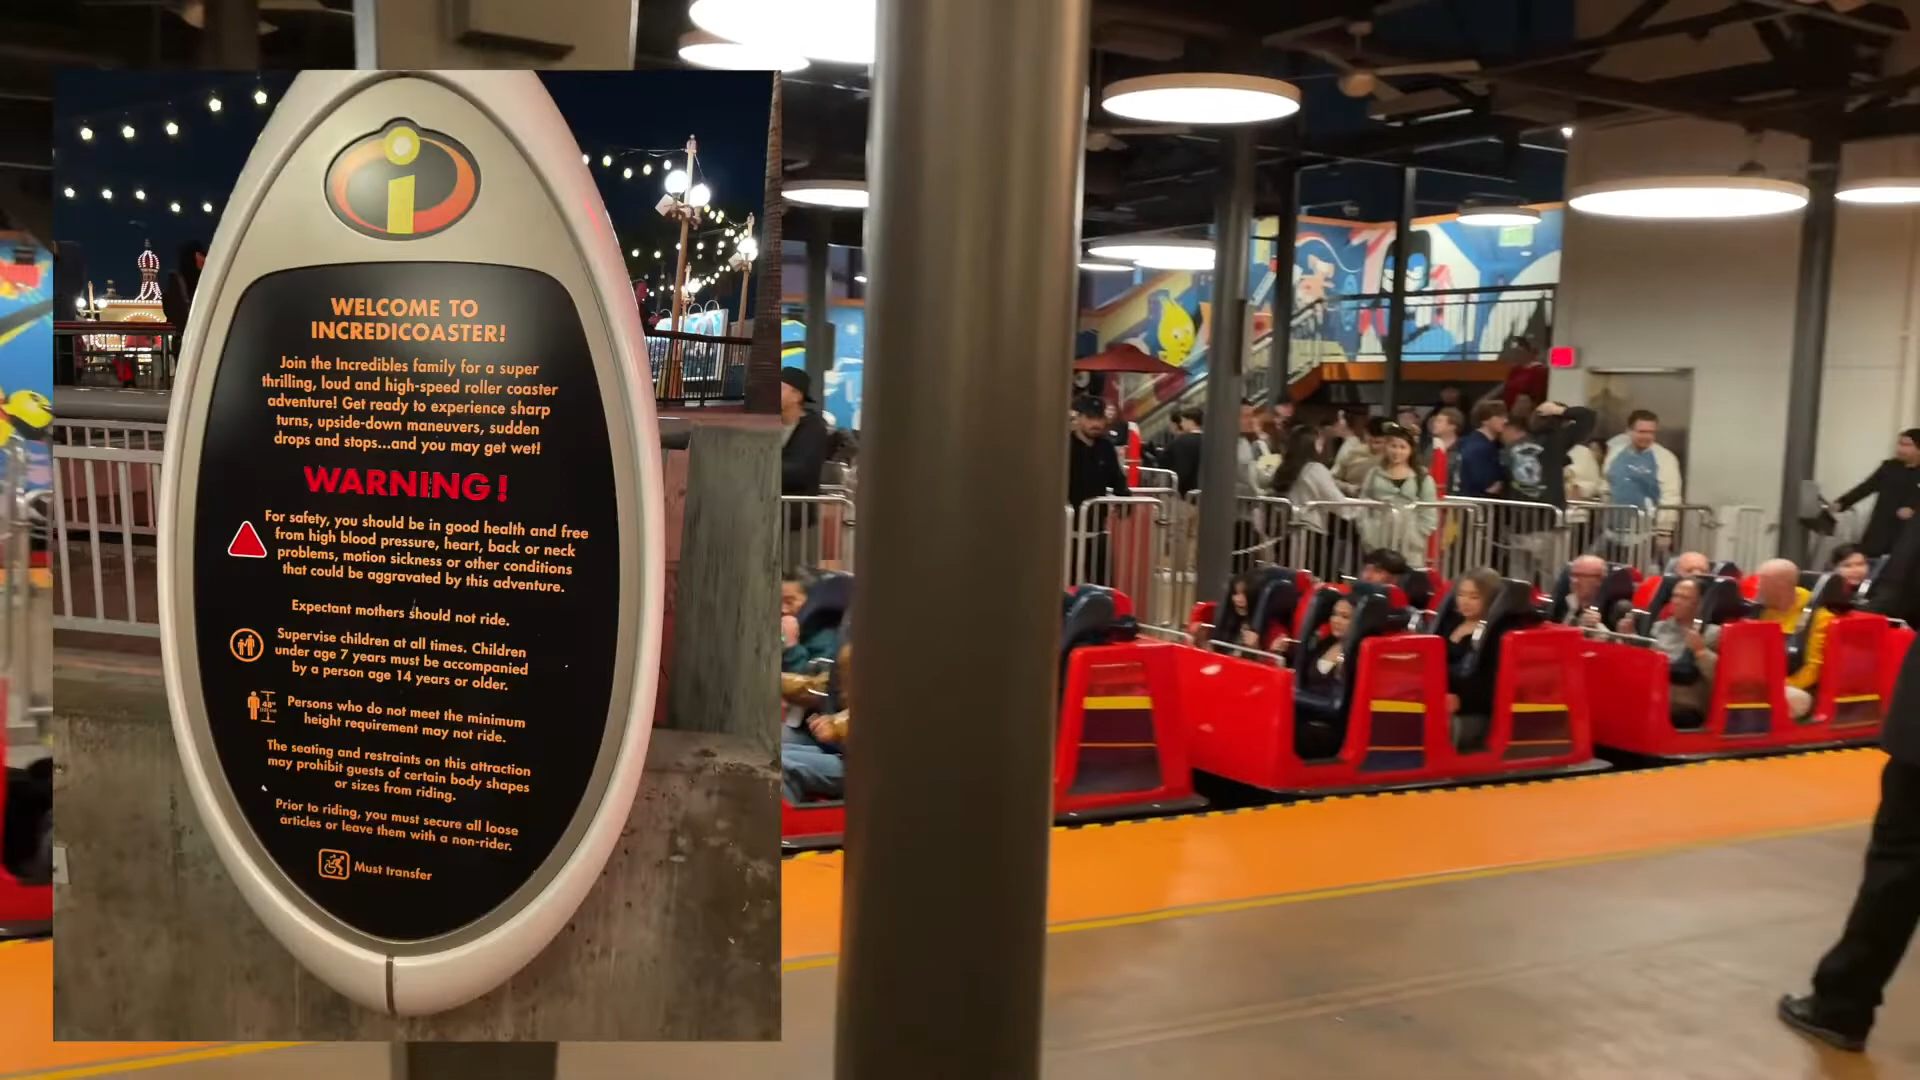 WELCOME TO
INCREDICOASTER!
Join the Incredibles family for a super
thrilling, loud and high-speed roller coaster
adventure! Get ready to experience sharp
turns, upside-down maneuvers, sudden
drops and stops...and you may get wet!
WARNING!
For safety, you should be in good health and free
from high blood pressure, heart, back or neck
problems, motion sickness or other conditions
that could be aggravated by this adventure.
Expectant mothers should not ride.
Supervise children at all times. Children
under age 7 years must be accompanied
by a person age 14 years or older.
48"
Persons who do not meet the minimum
height requirement may not ride.
The seating and restraints on this attraction
may prohibit guests of certain body shapes
or sizes from riding.
Prior to riding, you must secure all loose
articles or leave them with a non-rider.
Must transfer